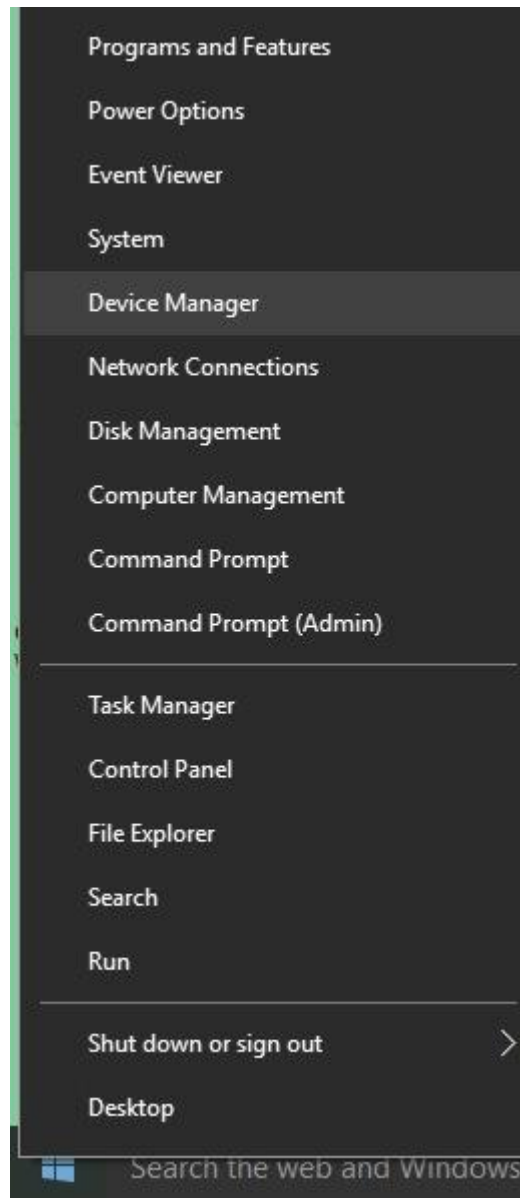 Programs and Features
Power Options
Event Viewer
System
Device Manager
Network Connections
Disk Management
Computer Management
Command Prompt
Command Prompt (Admin)
Task Manager
Control Panel
File Explorer
Search
Run
Shut down or sign out
Desktop
Search the web and Windows